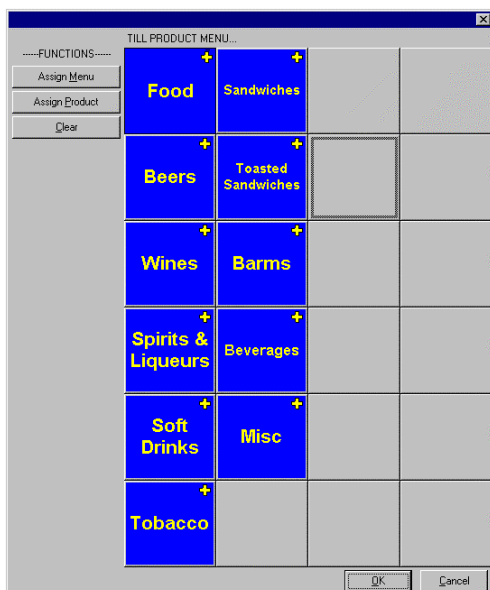 TILL PRODUCT MENU...
-----FUNCTIONS-----
Assign Menu
Assign Product
Clear
Food
Sandwiches
Beers
Toasted
Sandwiches
Wines
Barms
Spirits &
Liqueurs
Beverages
Soft
Drinks
Misc
Tobacco
OK
Cancel